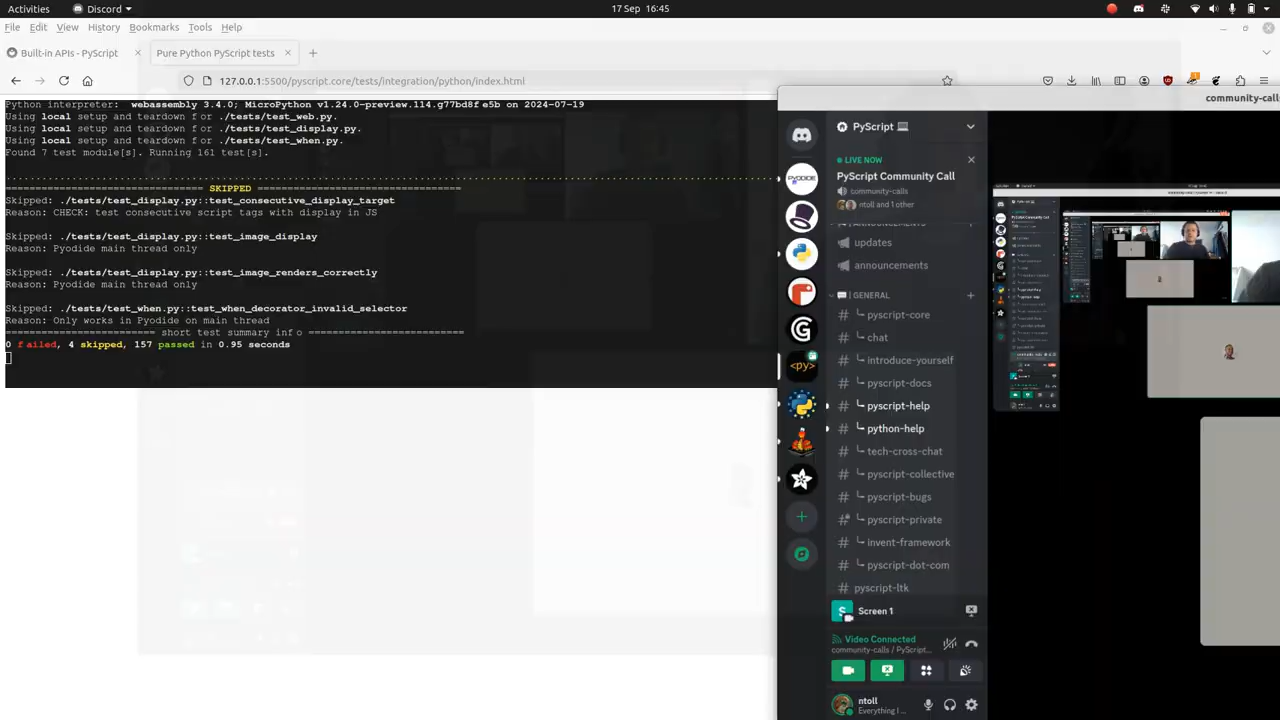 Activities
Discord
17 Sep 16:45
File Edit View History Bookmarks Tools Help
Built-in APIs - PyScript
Pure Python PyScript tests
127.0.0.1:5500/pyscript.core/tests/integration/python/index.html
Python interpreter: webassembly 3.4.0; MicroPython v1.24.0-preview.114.g77bd8fe5b on 2024-07-19
Using local setup and teardown for ./tests/test_web.py.
Using local setup and teardown for ./tests/test_display.py.
Using local setup and teardown for ./tests/test_when.py.
Found 7 test module[s]. Running 161 test[s].
================================= SKIPPED ==================================
Skipped: ./tests/test_display.py::test_consecutive_display_target
Reason: CHECK: test consecutive script tags with display in JS
Skipped: ./tests/test_display.py::test_image_display
Reason: Pyodide main thread only
Skipped: ./tests/test_display.py::test_image_renders_correctly
Reason: Pyodide main thread only
Skipped: ./tests/test_when.py::test_when_decorator_invalid_selector
Reason: Only works in Pyodide on main thread
========================= short test summary info ==========================
0 failed, 4 skipped, 157 passed in 0.95 seconds
community-calls
PyScript
LIVE NOW
PyScript Community Call
community-calls
ntoll and 1 other
ANNOUNCEMENTS
updates
announcements
GENERAL
pyscript-core
chat
introduce-yourself
pyscript-docs
pyscript-help
python-help
tech-cross-chat
pyscript-collective
pyscript-bugs
pyscript-private
invent-framework
pyscript-dot-com
pyscript-ltk
PYODIDE
<py>
S
Screen 1
Video Connected
community-calls / PyScript...
ntoll
Everything I ...